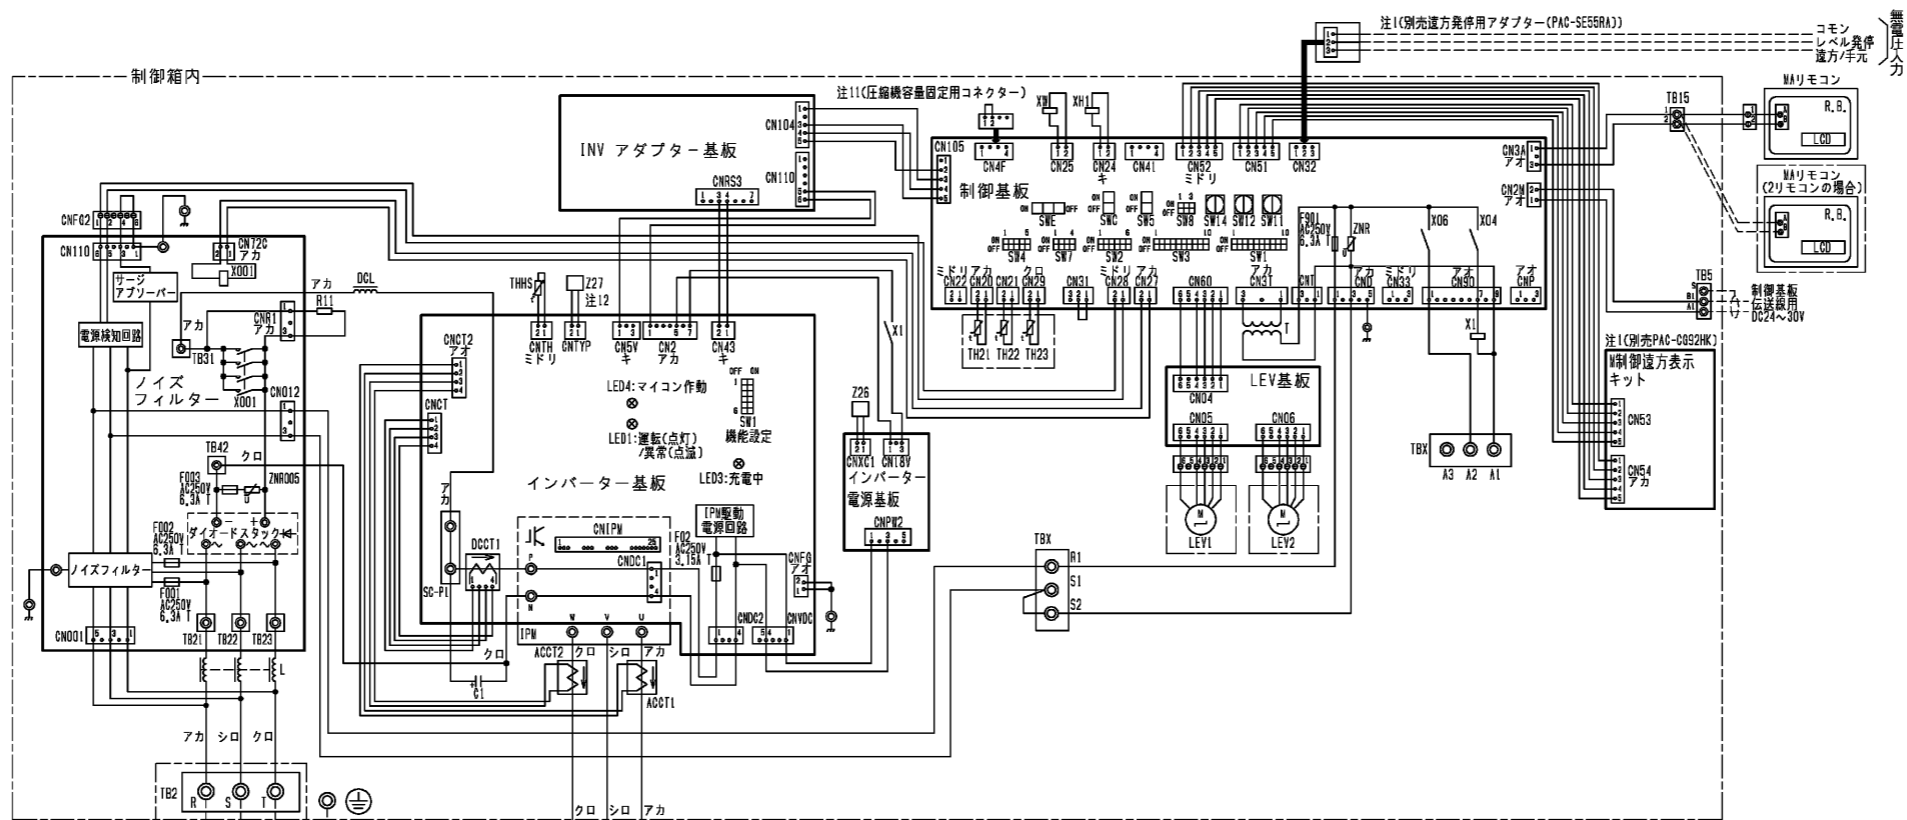 注1(別売遠方発停用アダプター(PAC-SE55RA))
コモン
レベル発停
遠方/手元
無電圧入力
制御箱内
INV アダプター基板
CN104
CN110
CNRS3
注11(圧縮機容量固定用コネクター)
CN4F
XH1
CN25
CN24
キ
CN41
CN52
ミドリ
CN51
CN32
CN105
制御基板
CN3A
アオ
CN2M
アオ
SWE
SWC
SW5
SW8
SW14
SW12
SW11
SW4
SW7
SW2
SW3
SW1
F901
AC250V
6.3A T
ZNR
X06
X04
ミドリ
CN22
アカ
CN20
CN21
クロ
CN29
CN31
ミドリ
CN28
アカ
CN27
CN60
アカ
CN3T
CNT
アカ
CND
ミドリ
CN33
アオ
CN90
アオ
CNP
TH21
TH22
TH23
T
X1
TB15
MAリモコン
R.B.
LCD
MAリモコン
(2リモコンの場合)
R.B.
LCD
TB5
S
B1
A1
制御基板
伝送線用
DC24～30V
注1(別売PAC-CG92HK)
M制御遠方表示
キット
CN53
CN54
アカ
LEV基板
CN04
CN05
CN06
M
LEV1
M
LEV2
TBX
A3
A2
A1
TBX
R1
S1
S2
CNFG2
CN110
CN72C
アカ
X001
サージ
アブソーバー
電源検知回路
CNR1
アカ
アカ
R11
DCL
アカ
TB31
ノイズ
フィルター
X001
CN012
TB42
クロ
F003
AC250V
6.3A T
ZNR005
ダイオードスタック
F002
AC250V
6.3A T
ノイズフィルター
F001
AC250V
6.3A T
CN001
TB21
TB22
TB23
L
アカ
シロ
クロ
TB2
R
S
T
THHS
Z27
注12
CNTH
ミドリ
CNTYP
CN5V
キ
CN2
アカ
CN43
キ
X1
CNCT2
アオ
CNCT
LED4:マイコン作動
LED1:運転(点灯)
/異常(点滅)
OFF ON
SW1
機能設定
LED3:充電中
インバーター基板
アカ
SC-P1
DCCT1
CNIPM
1
25
P
N
IPM
W
V
U
CNDC1
IPM駆動
電源回路
F02
AC250V
3.15A T
CNFG
アオ
CNDC2
CNVDC
クロ
C1
ACCT2
クロ
シロ
アカ
ACCT1
クロ
シロ
アカ
Z26
CNXC1
CN18V
インバーター
電源基板
CNPW2